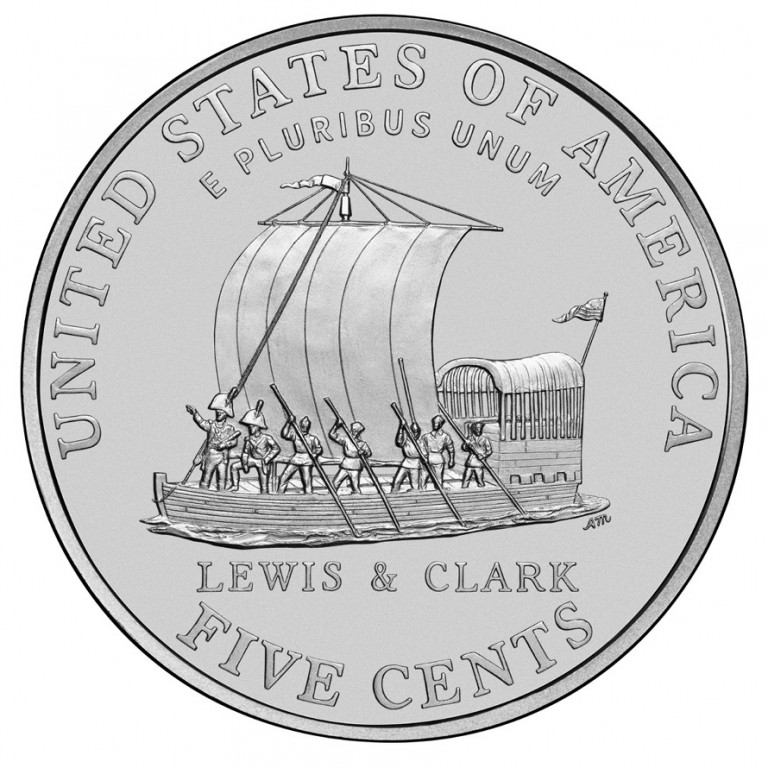 UNITED STATES OF AMERICA
E PLURIBUS UNUM
AM
LEWIS & CLARK
FIVE CENTS